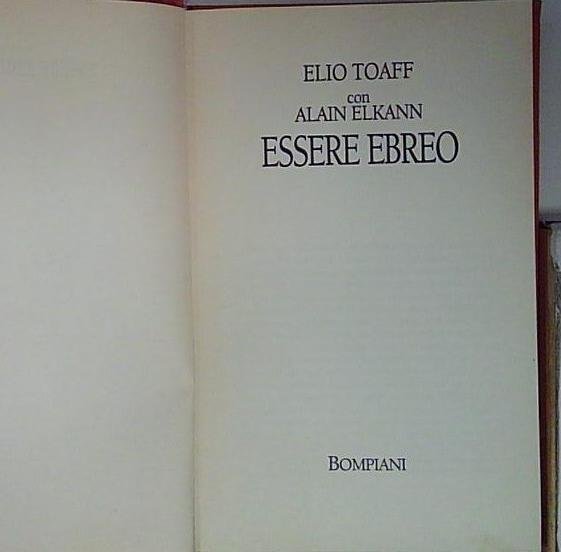 ELIO TOAFF
con
ALAIN ELKANN
ESSERE EBREO
BOMPIANI